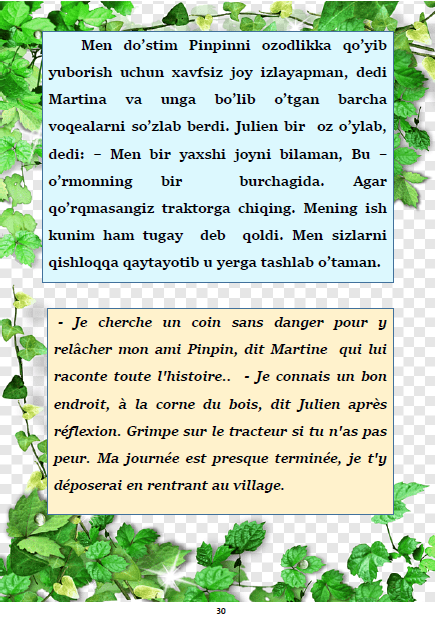 Men do’stim Pinpinni ozodlikka qo’yib
yuborish uchun xavfsiz joy izlayapman, dedi
Martina va unga bo’lib o’tgan barcha
voqealarni so’zlab berdi. Julien bir oz o’ylab,
dedi: – Men bir yaxshi joyni bilaman, Bu –
o’rmonning bir burchagida. Agar
qo’rqmasangiz traktorga chiqing. Mening ish
kunim ham tugay deb qoldi. Men sizlarni
qishloqqa qaytayotib u yerga tashlab o’taman.
- Je cherche un coin sans danger pour y
relâcher mon ami Pinpin, dit Martine qui lui
raconte toute l'histoire.. - Je connais un bon
endroit, à la corne du bois, dit Julien après
réflexion. Grimpe sur le tracteur si tu n'as pas
peur. Ma journée est presque terminée, je t'y
déposerai en rentrant au village.
30